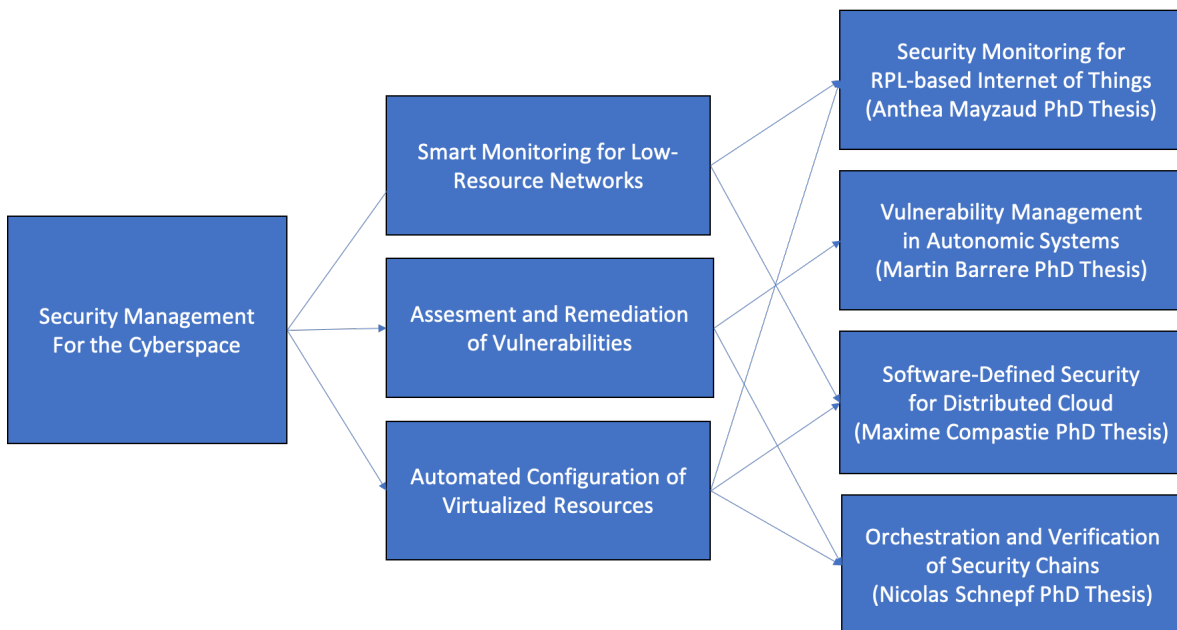 Security Management
For the Cyberspace
Smart Monitoring for Low-
Resource Networks
Assesment and Remediation
of Vulnerabilities
Automated Configuration of
Virtualized Resources
Security Monitoring for
RPL-based Internet of Things
(Anthea Mayzaud PhD Thesis)
Vulnerability Management
in Autonomic Systems
(Martin Barrere PhD Thesis)
Software-Defined Security
for Distributed Cloud
(Maxime Compastie PhD Thesis)
Orchestration and Verification
of Security Chains
(Nicolas Schnepf PhD Thesis)